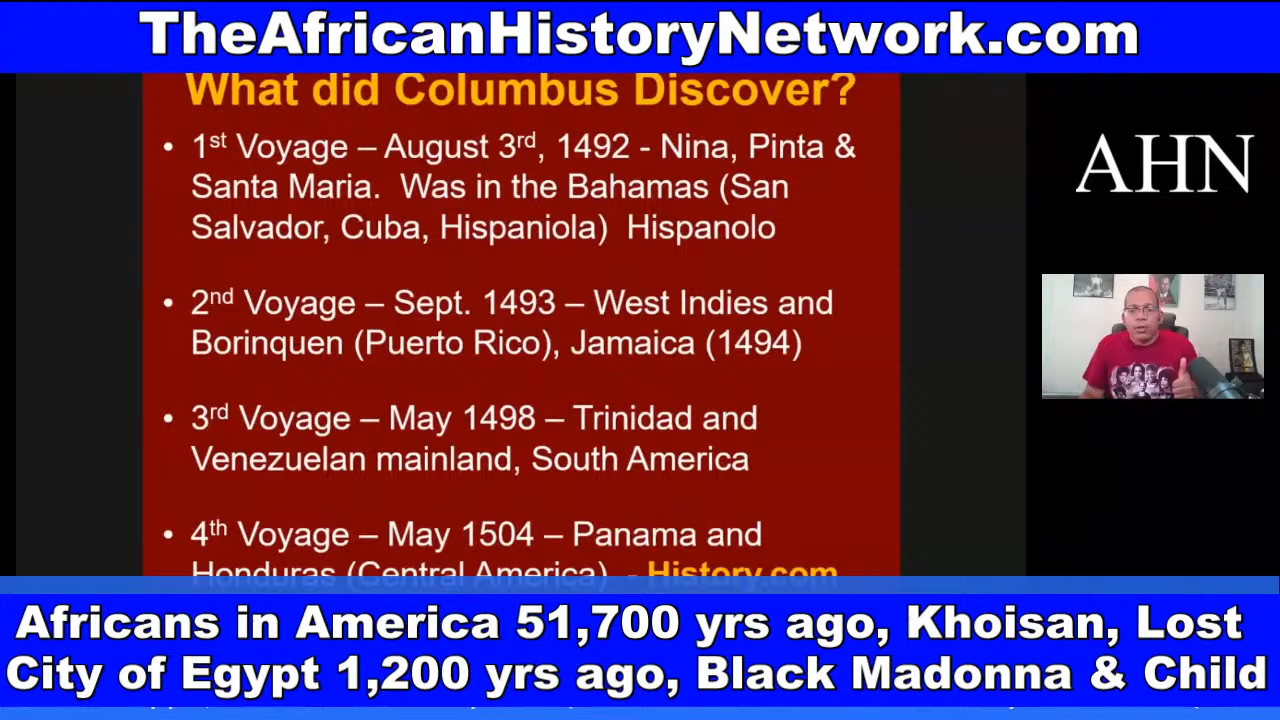 TheAfricanHistoryNetwork.com
What did Columbus Discover?
• 1st Voyage – August 3rd, 1492 - Nina, Pinta &
Santa Maria. Was in the Bahamas (San
Salvador, Cuba, Hispaniola) Hispanolo
• 2nd Voyage – Sept. 1493 – West Indies and
Borinquen (Puerto Rico), Jamaica (1494)
• 3rd Voyage – May 1498 – Trinidad and
Venezuelan mainland, South America
• 4th Voyage – May 1504 – Panama and
Honduras (Central America) - History.com
AHN
Africans in America 51,700 yrs ago, Khoisan, Lost
City of Egypt 1,200 yrs ago, Black Madonna & Child